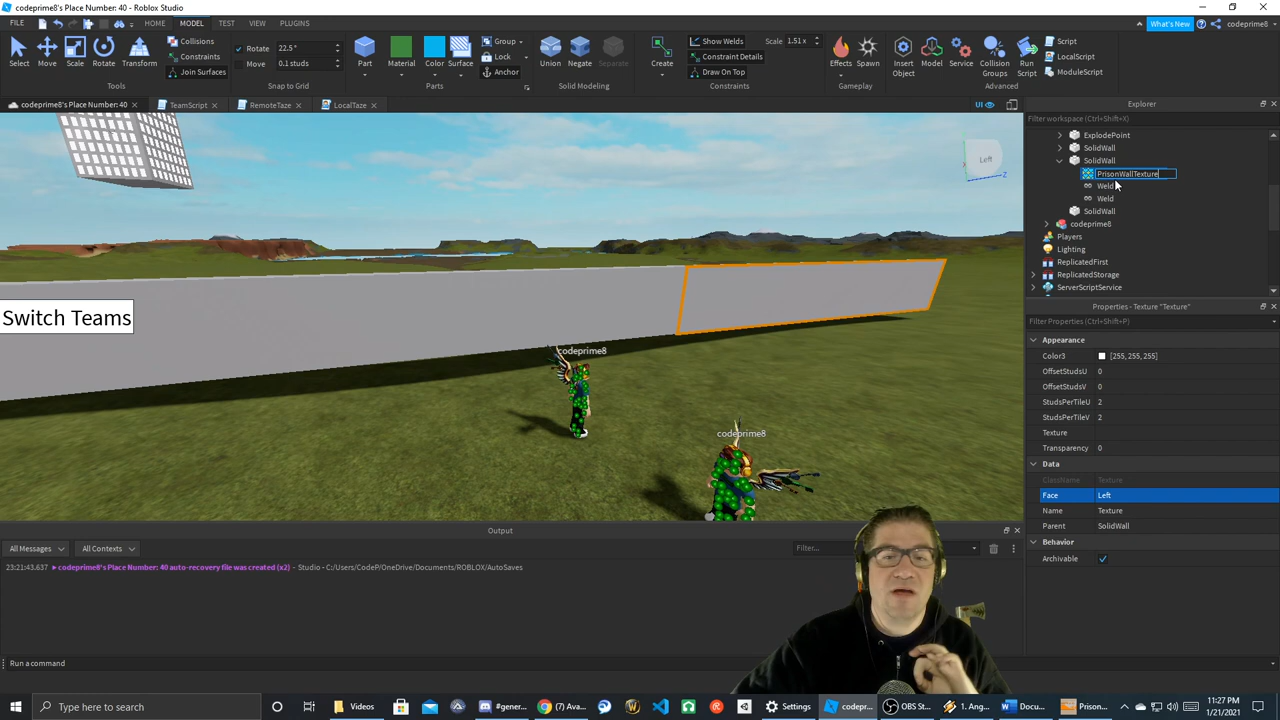 codeprime8's Place Number: 40 - Roblox Studio
FILE HOME MODEL TEST VIEW PLUGINS What's New codeprime8
Select Move Scale Rotate Transform
Collisions
Constraints
Join Surfaces
Tools
Rotate 22.5 °
Move 0.1 studs
Snap to Grid
Part Material Color Surface
Group
Lock
Anchor
Parts
Union Negate Separate
Solid Modeling
Create
Show Welds Scale 1.51 x
Constraint Details
Draw On Top
Constraints
Effects Spawn
Gameplay
Insert Object Model Service Collision Groups Run Script
Script
LocalScript
ModuleScript
Advanced
codeprime8's Place Number: 40 × TeamScript × RemoteTaze × LocalTaze × UI
Left
X
Z
Switch Teams
codeprime8
codeprime8
Explorer
Filter workspace (Ctrl+Shift+X)
ExplodePoint
SolidWall
SolidWall
PrisonWallTexture
Weld
Weld
SolidWall
codeprime8
Players
Lighting
ReplicatedFirst
ReplicatedStorage
ServerScriptService
Properties - Texture "Texture"
Filter Properties (Ctrl+Shift+P)
Appearance
Color3 [255, 255, 255]
OffsetStudsU 0
OffsetStudsV 0
StudsPerTileU 2
StudsPerTileV 2
Texture
Transparency 0
Data
ClassName Texture
Face Left
Name Texture
Parent SolidWall
Behavior
Archivable
Output
All Messages All Contexts Filter...
23:21:43.637 ▸ codeprime8's Place Number: 40 auto-recovery file was created (x2) - Studio - C:/Users/CodeP/OneDrive/Documents/ROBLOX/AutoSaves
Run a command
Type here to search
Videos
#gener...
(7) Ava...
Settings
codepr...
OBS St...
1. Angr...
Docu...
Prison...
11:27 PM
1/21/2021